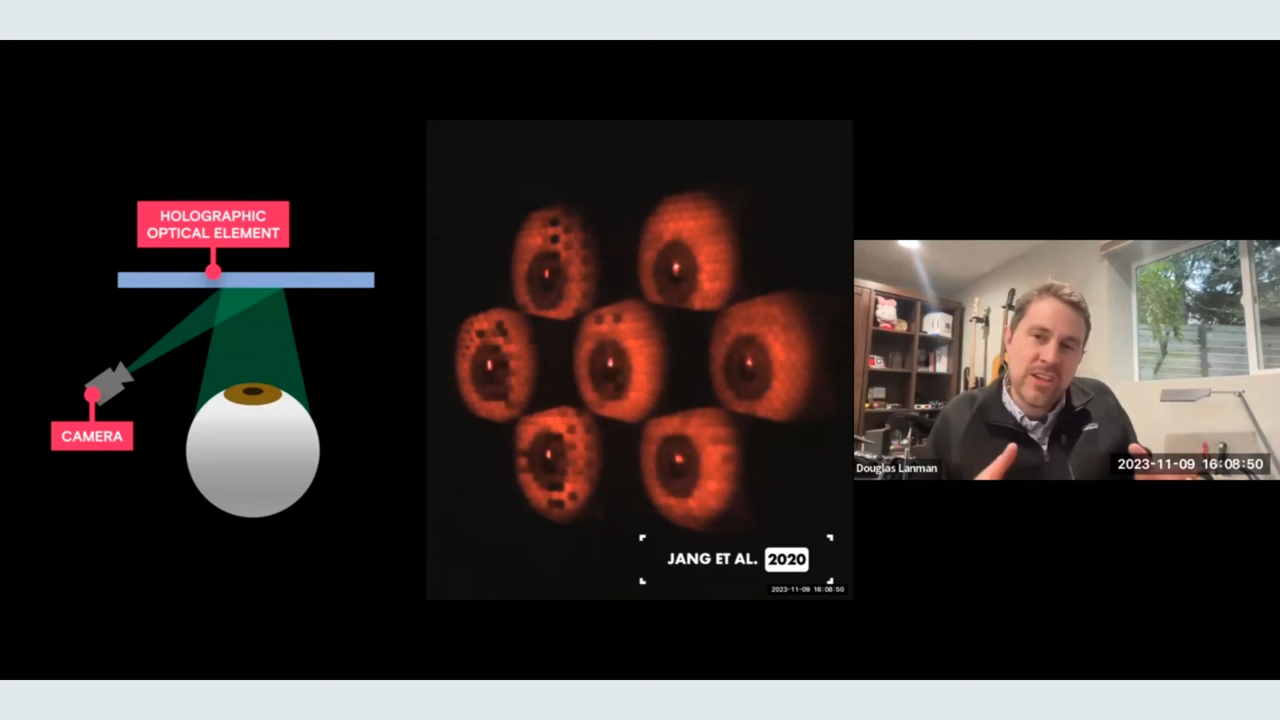 HOLOGRAPHIC
OPTICAL ELEMENT
CAMERA
JANG ET AL. 2020
2023-11-09 16:08:50
Douglas Lanman
2023-11-09 16:08:50